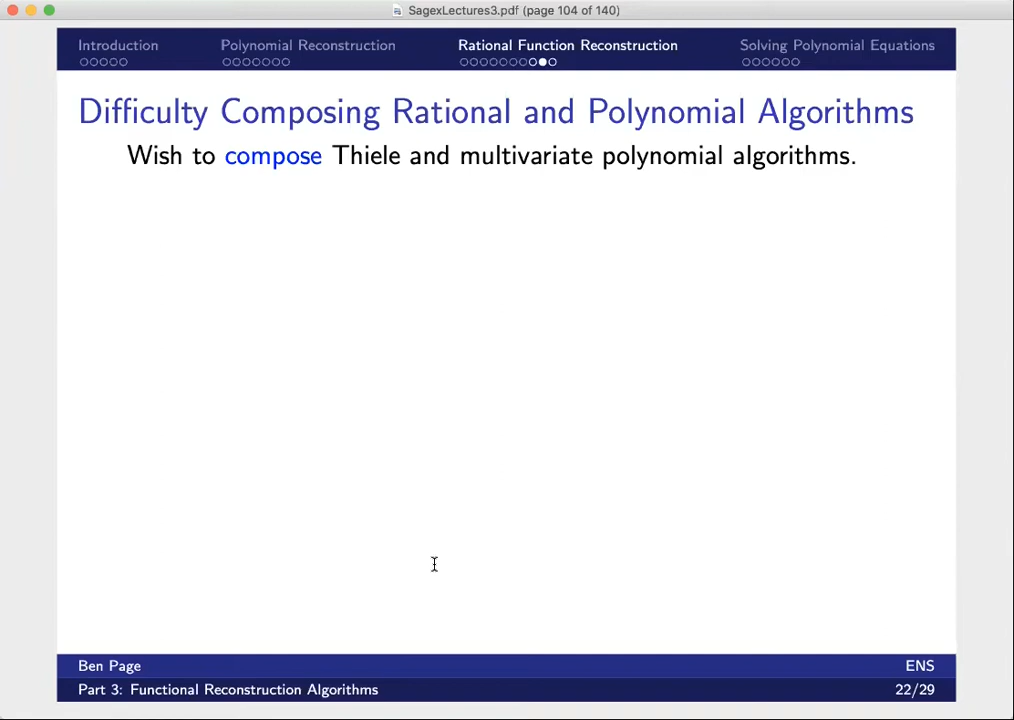 SagexLectures3.pdf (page 104 of 140)
Introduction Polynomial Reconstruction Rational Function Reconstruction Solving Polynomial Equations
Difficulty Composing Rational and Polynomial Algorithms
Wish to compose Thiele and multivariate polynomial algorithms.
Ben Page ENS
Part 3: Functional Reconstruction Algorithms 22/29